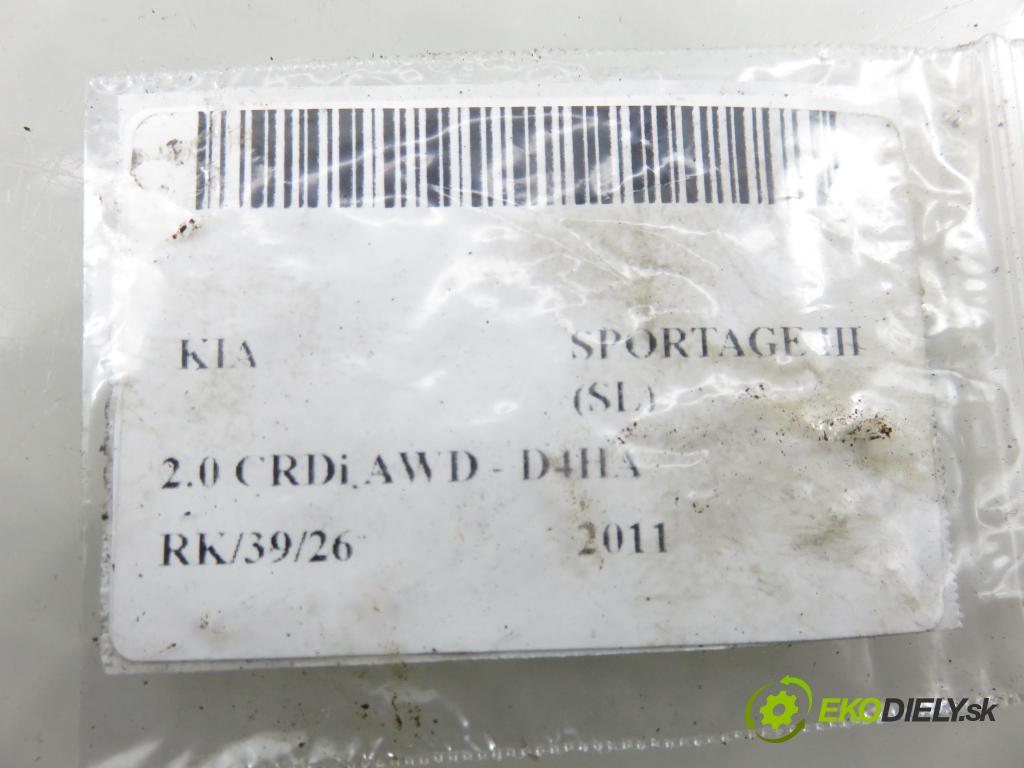 KIA SPORTAGE III
(SL)
2.0 CRDi AWD - D4HA
RK/39/26 2011
EKODIELY.sk